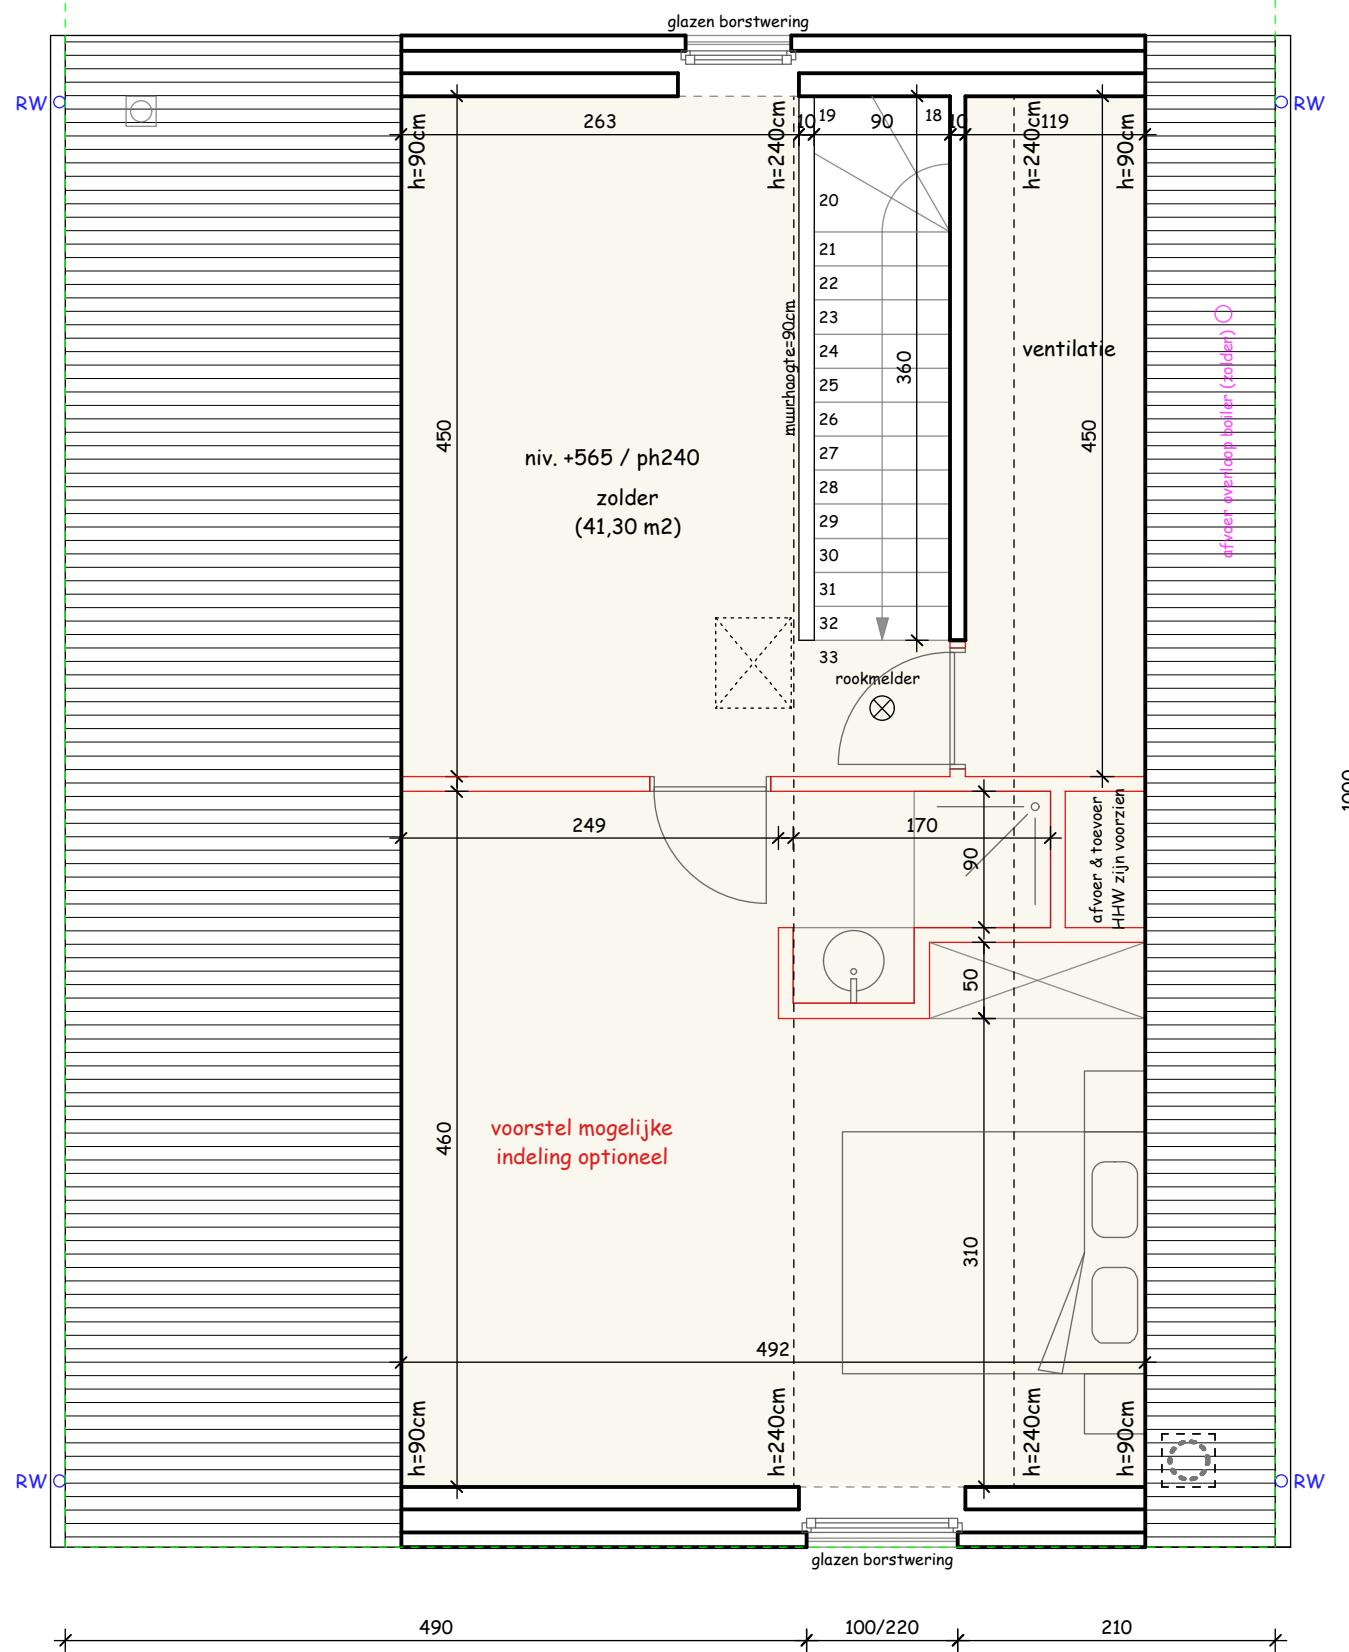 glazen borstwering
RW
RW
263
10
19
90
18
10
119
h=90cm
h=240cm
h=240cm
h=90cm
20
21
22
23
24
25
26
27
28
29
30
31
32
33
muurhoogte=90cm
360
ventilatie
450
450
afvoer overloop boiler (zolder)
niv. +565 / ph240
zolder
(41,30 m2)
rookmelder
1000
249
170
90
afvoer & toevoer
HHW zijn voorzien
50
voorstel mogelijke
indeling optioneel
460
310
492
h=90cm
h=240cm
h=240cm
h=90cm
RW
RW
glazen borstwering
490
100/220
210